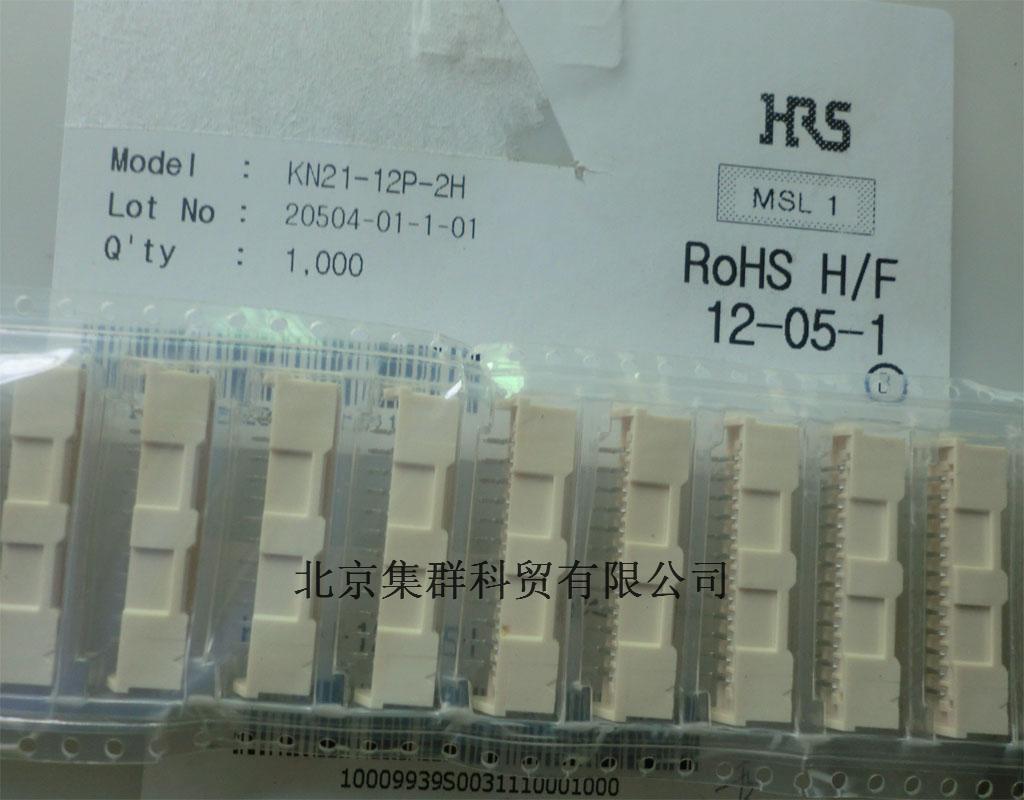 HRS
MSL 1
Model : KN21-12P-2H
Lot No : 20504-01-1-01
Q'ty : 1,000
RoHS H/F
12-05-1
北京集群科贸有限公司
10009939S0031110001000